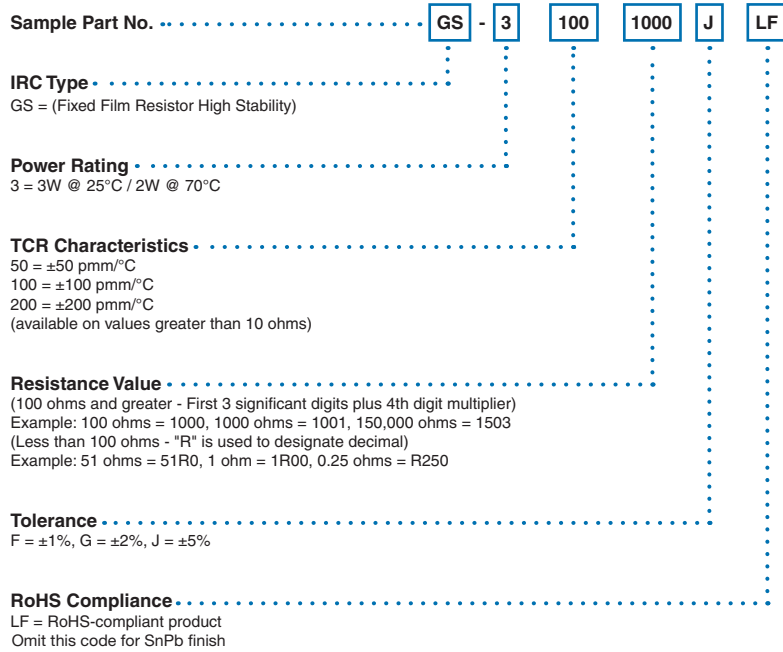 Sample Part No. GS - 3 100 1000 J LF
IRC Type
GS = (Fixed Film Resistor High Stability)
Power Rating
3 = 3W @ 25°C / 2W @ 70°C
TCR Characteristics
50 = ±50 pmm/°C
100 = ±100 pmm/°C
200 = ±200 pmm/°C
(available on values greater than 10 ohms)
Resistance Value
(100 ohms and greater - First 3 significant digits plus 4th digit multiplier)
Example: 100 ohms = 1000, 1000 ohms = 1001, 150,000 ohms = 1503
(Less than 100 ohms - "R" is used to designate decimal)
Example: 51 ohms = 51R0, 1 ohm = 1R00, 0.25 ohms = R250
Tolerance
F = ±1%, G = ±2%, J = ±5%
RoHS Compliance
LF = RoHS-compliant product
Omit this code for SnPb finish